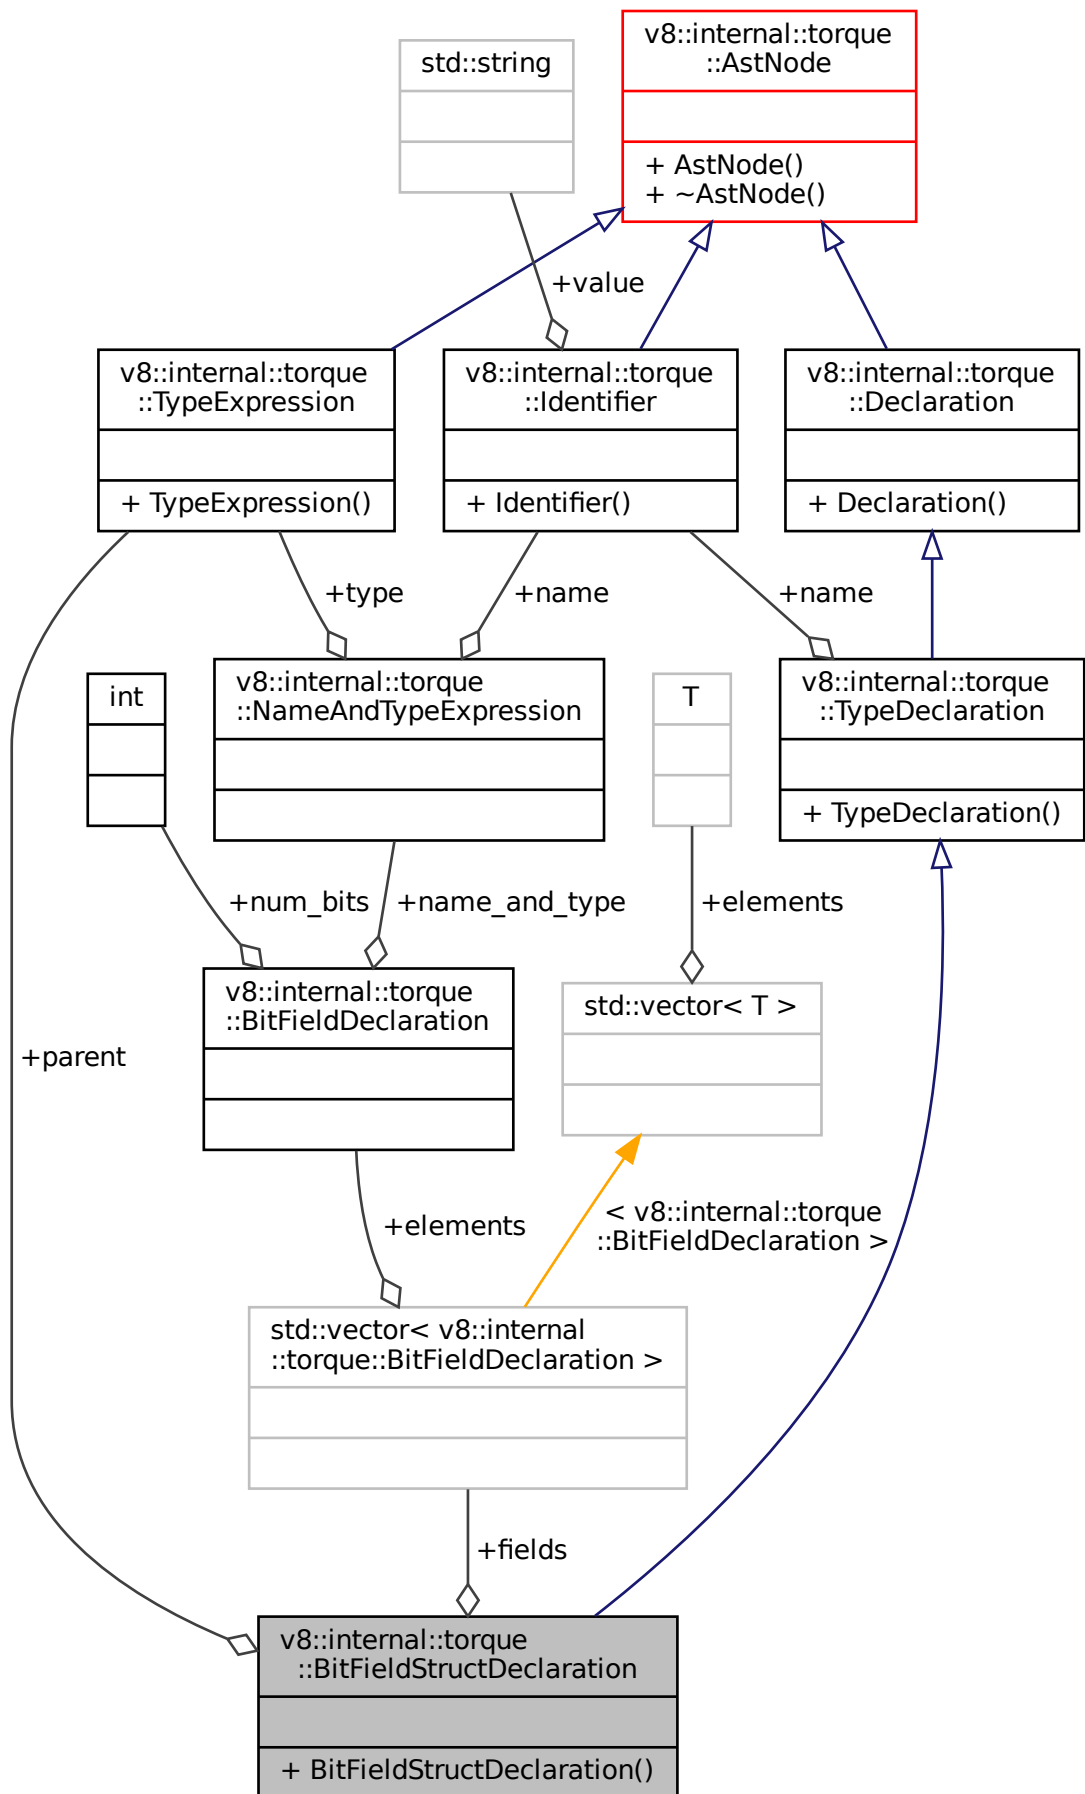 v8::internal::torque
::AstNode
+ AstNode()
+ ~AstNode()
std::string
+value
v8::internal::torque
::TypeExpression
+ TypeExpression()
v8::internal::torque
::Identifier
+ Identifier()
v8::internal::torque
::Declaration
+ Declaration()
+type
+name
+name
int
v8::internal::torque
::NameAndTypeExpression
T
v8::internal::torque
::TypeDeclaration
+ TypeDeclaration()
+num_bits
+name_and_type
+elements
v8::internal::torque
::BitFieldDeclaration
std::vector< T >
+parent
+elements
< v8::internal::torque
::BitFieldDeclaration >
std::vector< v8::internal
::torque::BitFieldDeclaration >
+fields
v8::internal::torque
::BitFieldStructDeclaration
+ BitFieldStructDeclaration()